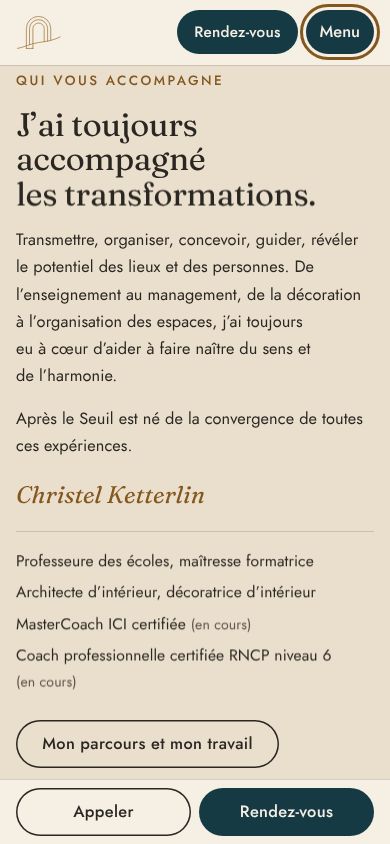 Rendez-vous
Menu
QUI VOUS ACCOMPAGNE
J’ai toujours
accompagné
les transformations.
Transmettre, organiser, concevoir, guider, révéler
le potentiel des lieux et des personnes. De
l’enseignement au management, de la décoration
à l’organisation des espaces, j’ai toujours
eu à cœur d’aider à faire naître du sens et
de l’harmonie.
Après le Seuil est né de la convergence de toutes
ces expériences.
Christel Ketterlin
Professeure des écoles, maîtresse formatrice
Architecte d’intérieur, décoratrice d’intérieur
MasterCoach ICI certifiée (en cours)
Coach professionnelle certifiée RNCP niveau 6
(en cours)
Mon parcours et mon travail
Appeler
Rendez-vous